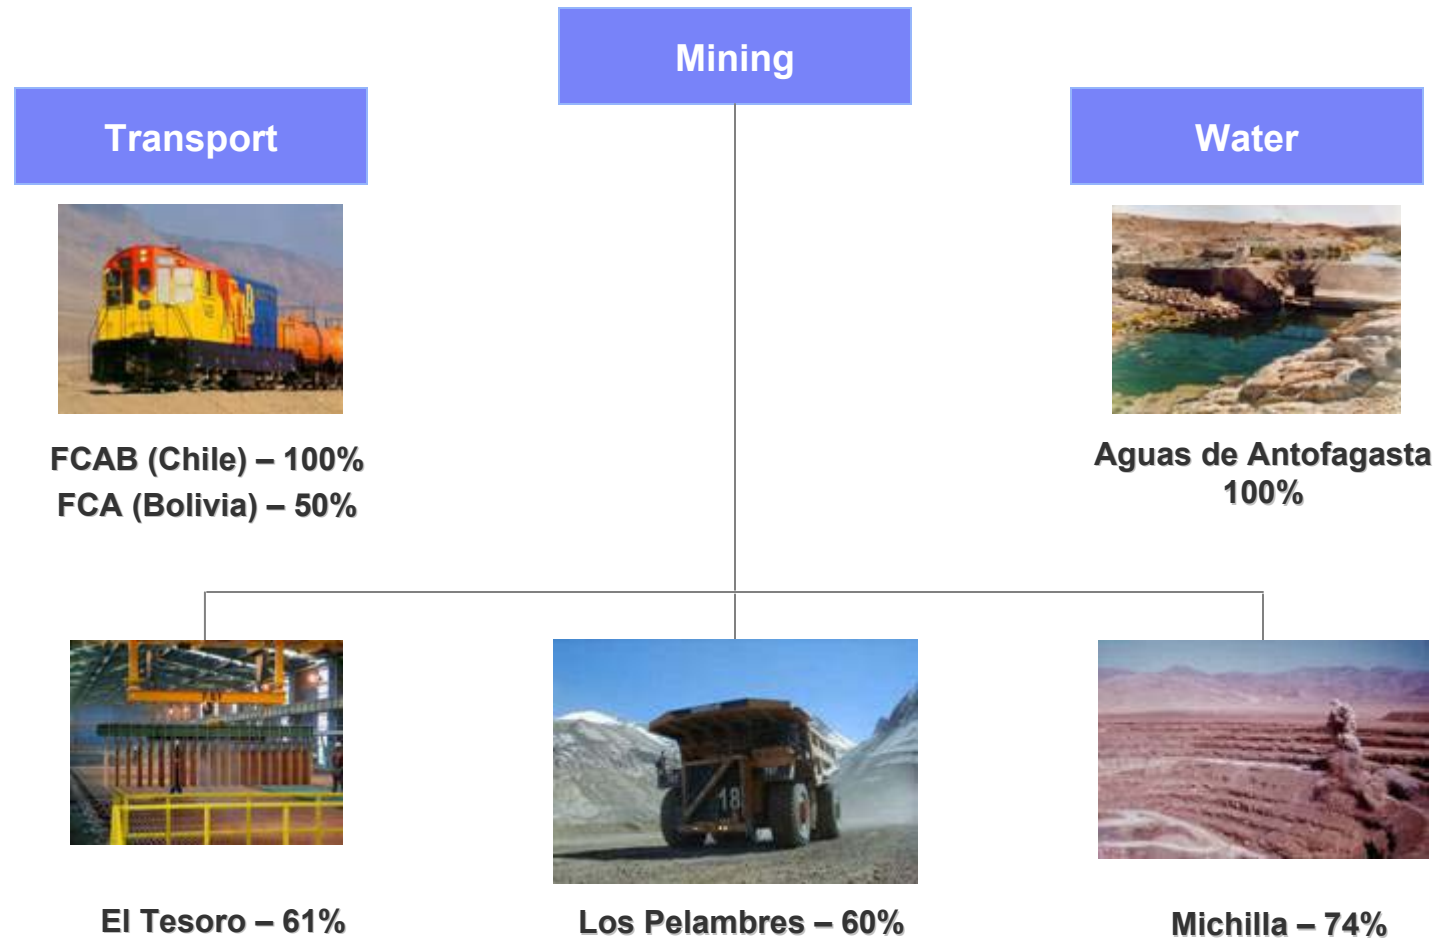 Mining
Transport
Water
FCAB (Chile) – 100%
FCA (Bolivia) – 50%
Aguas de Antofagasta
100%
18
El Tesoro – 61%
Los Pelambres – 60%
Michilla – 74%